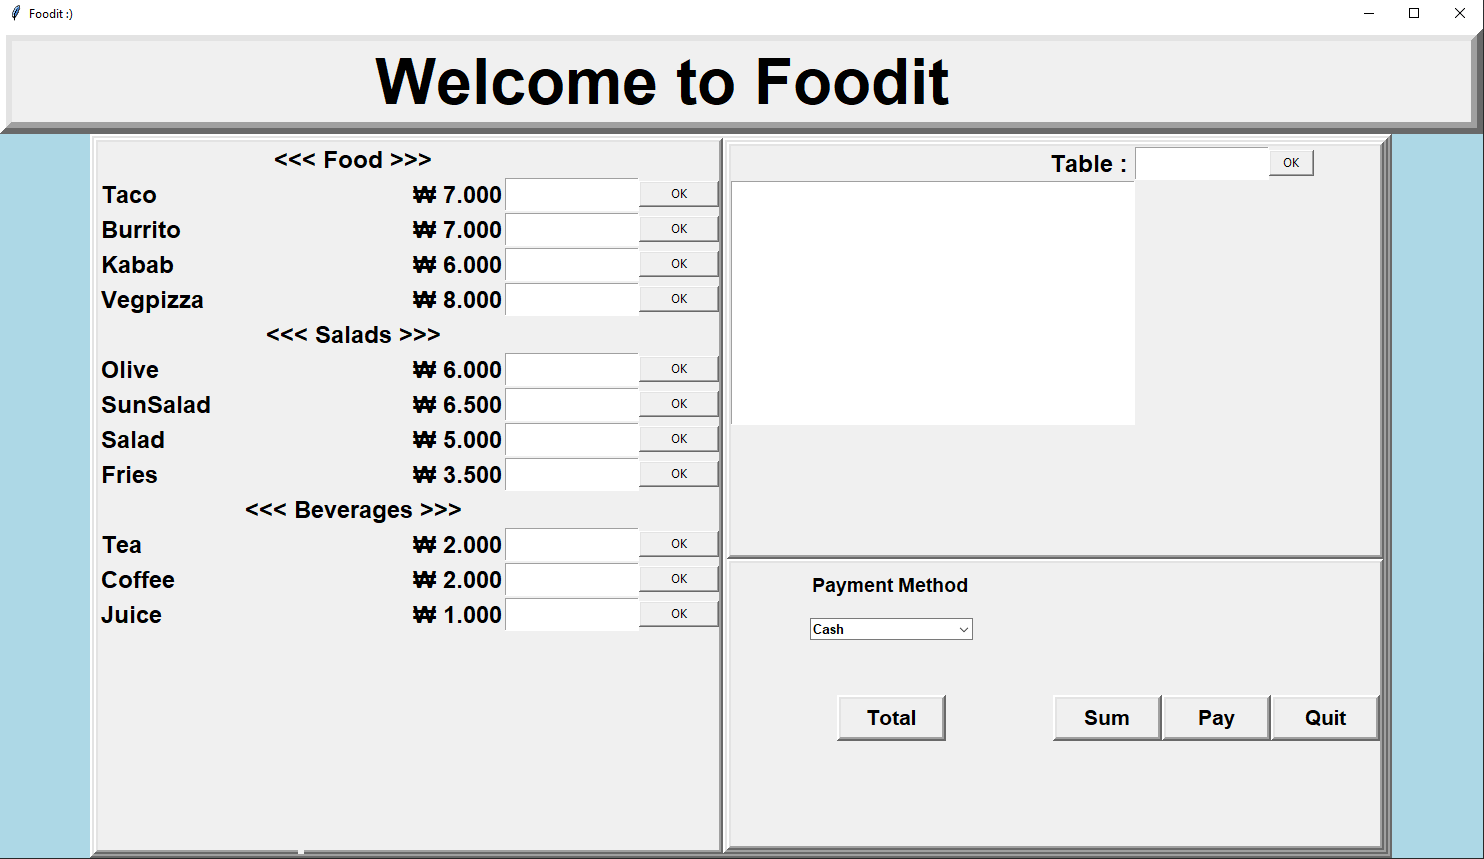 Foodit :)
Welcome to Foodit
<<< Food >>>
Taco ₩ 7.000 OK
Burrito ₩ 7.000 OK
Kabab ₩ 6.000 OK
Vegpizza ₩ 8.000 OK
<<< Salads >>>
Olive ₩ 6.000 OK
SunSalad ₩ 6.500 OK
Salad ₩ 5.000 OK
Fries ₩ 3.500 OK
<<< Beverages >>>
Tea ₩ 2.000 OK
Coffee ₩ 2.000 OK
Juice ₩ 1.000 OK
Table : OK
Payment Method
Cash
Total Sum Pay Quit